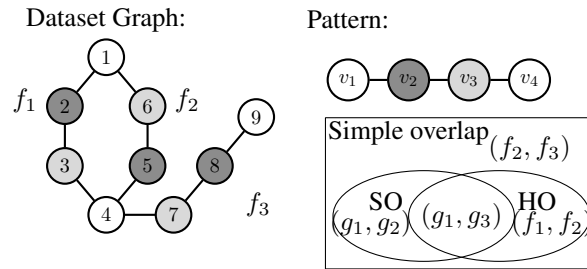 Dataset Graph:
Pattern:
1
f₁ 2 6 f₂
9
3 5 8
4 7
f₃
v₁ v₂ v₃ v₄
Simple overlap
(f₂, f₃)
SO HO
(g₁, g₂) (g₁, g₃) (f₁, f₂)